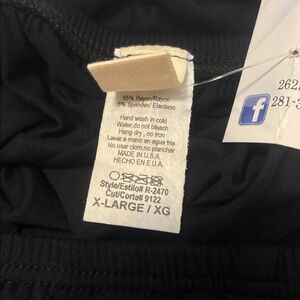 95% Rayon/Rayon
5% Spandex/ Elastano
Hand wash in cold
Water,do not bleach
Hang dry , no iron
Lavar a mano en agua fria
No usar cloro;no planchar
MADE IN U.S.A.
HECHO EN E.U.
Style/Estilo# R-2470
Cut/Corte# 9122
X-LARGE / XG
262
f 281-